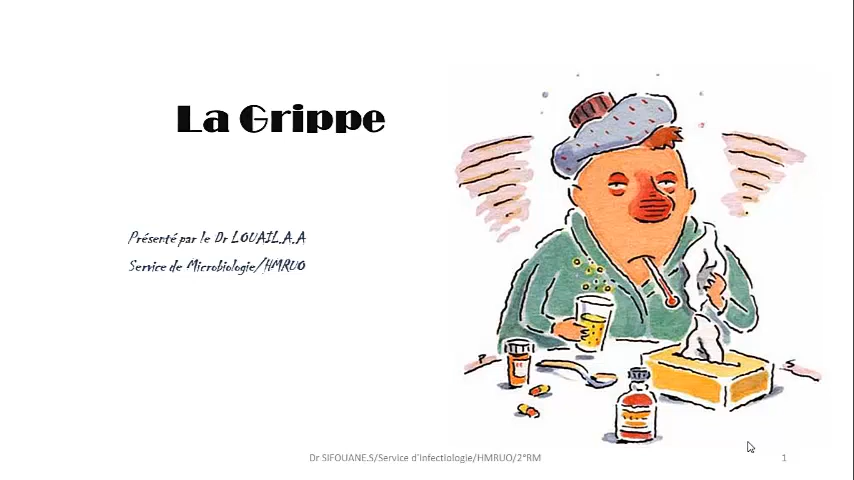 La Grippe
Présenté par le Dr LOUAIL.A.A
Service de Microbiologie/HMRUO
Dr SIFOUANE.S/Service d'infectiologie/HMRUO/2°RM
1